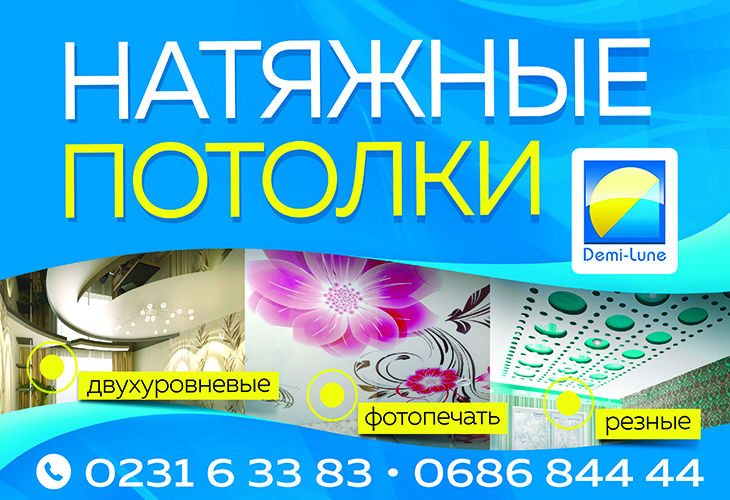 НАТЯЖНЫЕ
ПОТОЛКИ
Demi-Lune
двухуровневые
фотопечать
резные
0231 6 33 83 • 0686 844 44